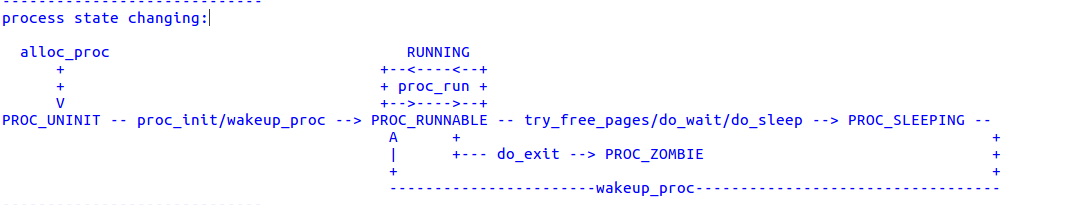 -----------------------------
process state changing:

  alloc_proc                                 RUNNING
      +                                   +--<----<--+
      +                                   + proc_run +
      V                                   +-->---->--+
PROC_UNINIT -- proc_init/wakeup_proc --> PROC_RUNNABLE -- try_free_pages/do_wait/do_sleep --> PROC_SLEEPING --
                                           A      +                                                           +
                                           |      +--- do_exit --> PROC_ZOMBIE                                +
                                           +                                                                  +
                                           -----------------------wakeup_proc----------------------------------
-----------------------------